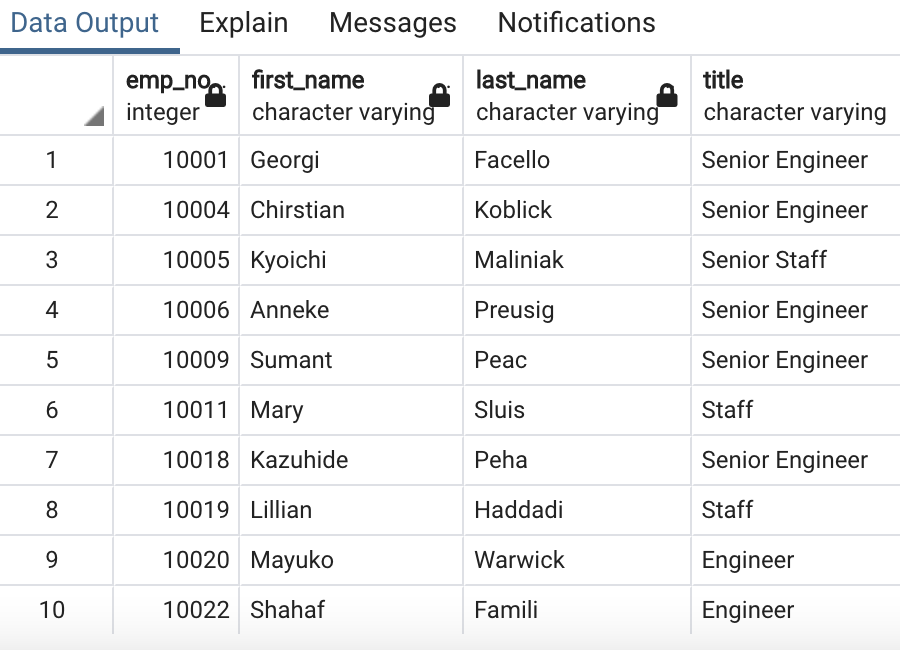 Data Output Explain Messages Notifications
emp_no first_name last_name title
integer character varying character varying character varying
1 10001 Georgi Facello Senior Engineer
2 10004 Chirstian Koblick Senior Engineer
3 10005 Kyoichi Maliniak Senior Staff
4 10006 Anneke Preusig Senior Engineer
5 10009 Sumant Peac Senior Engineer
6 10011 Mary Sluis Staff
7 10018 Kazuhide Peha Senior Engineer
8 10019 Lillian Haddadi Staff
9 10020 Mayuko Warwick Engineer
10 10022 Shahaf Famili Engineer